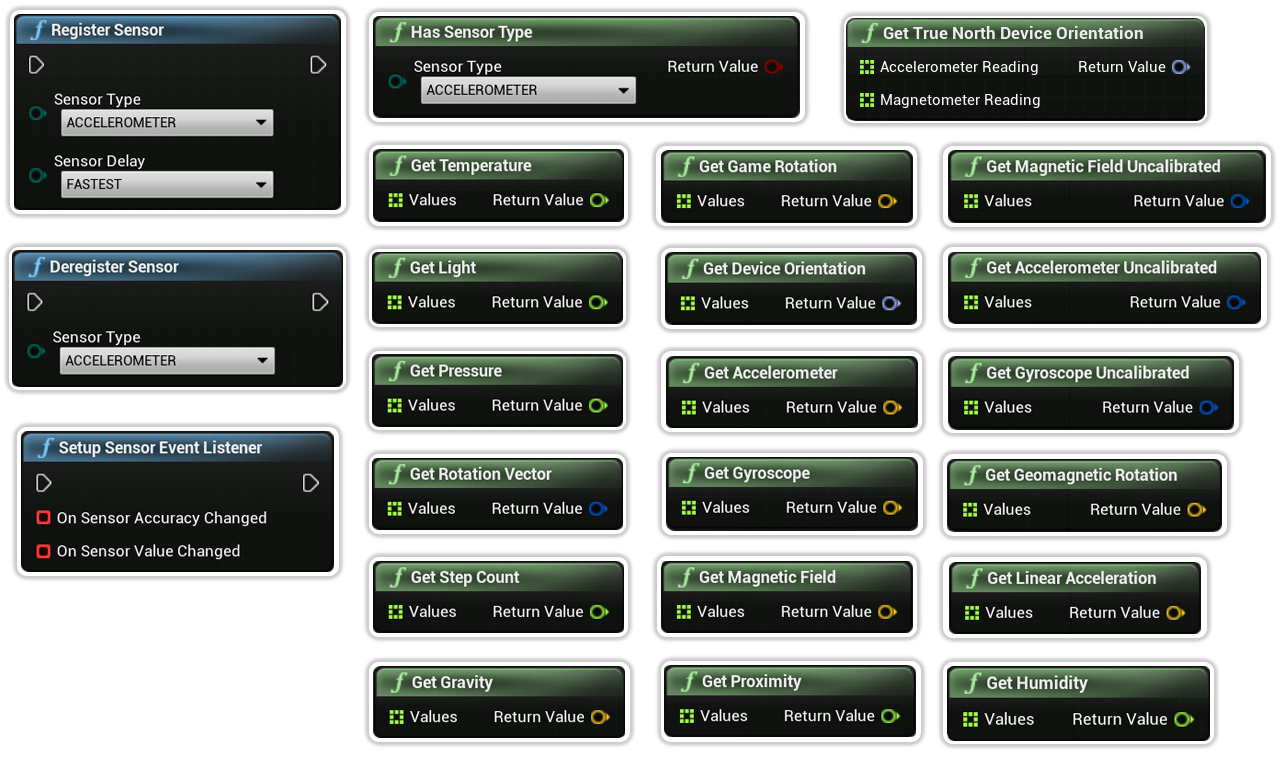 f Register Sensor
Sensor Type
ACCELEROMETER
Sensor Delay
FASTEST
f Deregister Sensor
Sensor Type
ACCELEROMETER
f Setup Sensor Event Listener
On Sensor Accuracy Changed
On Sensor Value Changed
f Has Sensor Type
Sensor Type Return Value
ACCELEROMETER
f Get True North Device Orientation
Accelerometer Reading Return Value
Magnetometer Reading
f Get Temperature
Values Return Value
f Get Game Rotation
Values Return Value
f Get Magnetic Field Uncalibrated
Values Return Value
f Get Light
Values Return Value
f Get Device Orientation
Values Return Value
f Get Accelerometer Uncalibrated
Values Return Value
f Get Pressure
Values Return Value
f Get Accelerometer
Values Return Value
f Get Gyroscope Uncalibrated
Values Return Value
f Get Rotation Vector
Values Return Value
f Get Gyroscope
Values Return Value
f Get Geomagnetic Rotation
Values Return Value
f Get Step Count
Values Return Value
f Get Magnetic Field
Values Return Value
f Get Linear Acceleration
Values Return Value
f Get Gravity
Values Return Value
f Get Proximity
Values Return Value
f Get Humidity
Values Return Value